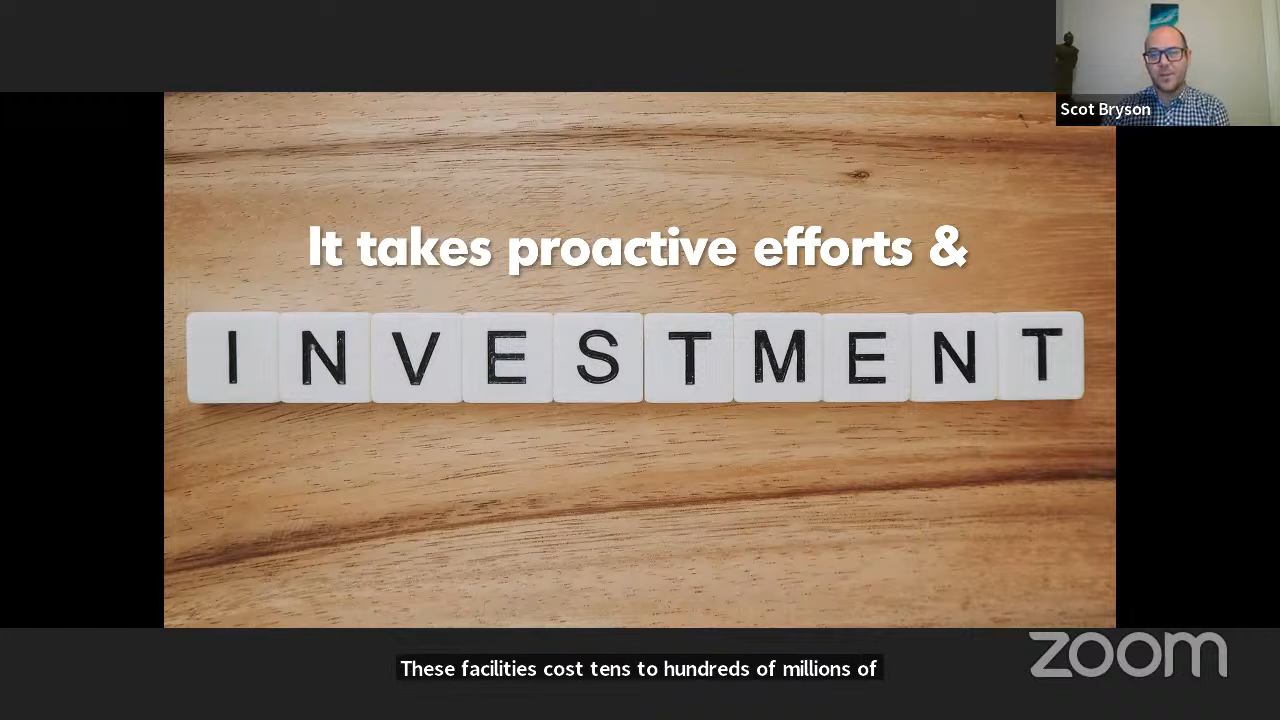 Scot Bryson
It takes proactive efforts &
INVESTMENT
These facilities cost tens to hundreds of millions of
zoom